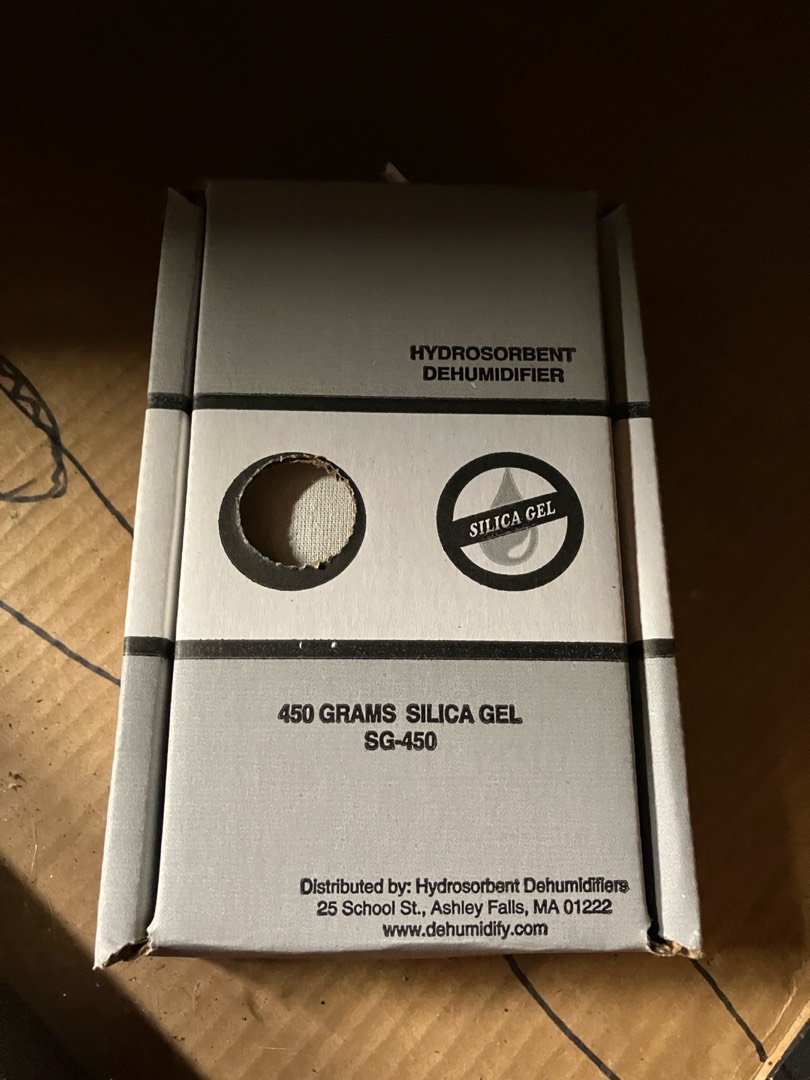 HYDROSORBENT
DEHUMIDIFIER
SILICA GEL
450 GRAMS SILICA GEL
SG-450
Distributed by: Hydrosorbent Dehumidifiers
25 School St., Ashley Falls, MA 01222
www.dehumidify.com